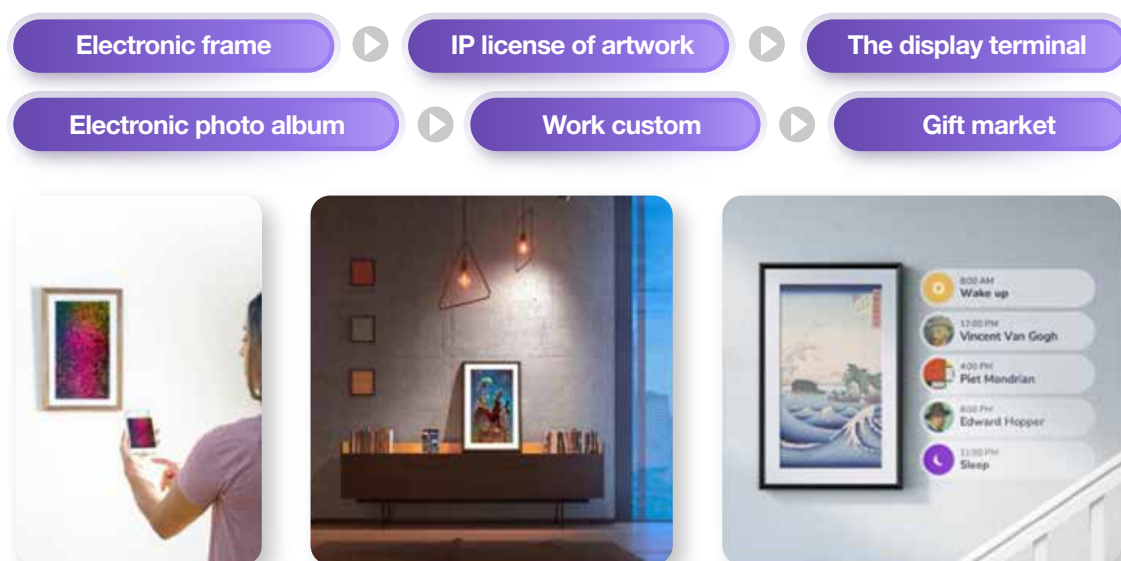 Electronic frame
IP license of artwork
The display terminal
Electronic photo album
Work custom
Gift market
8:00 AM
Wake up
12:00 PM
Vincent Van Gogh
4:00 PM
Piet Mondrian
8:00 PM
Edward Hopper
11:00 PM
Sleep